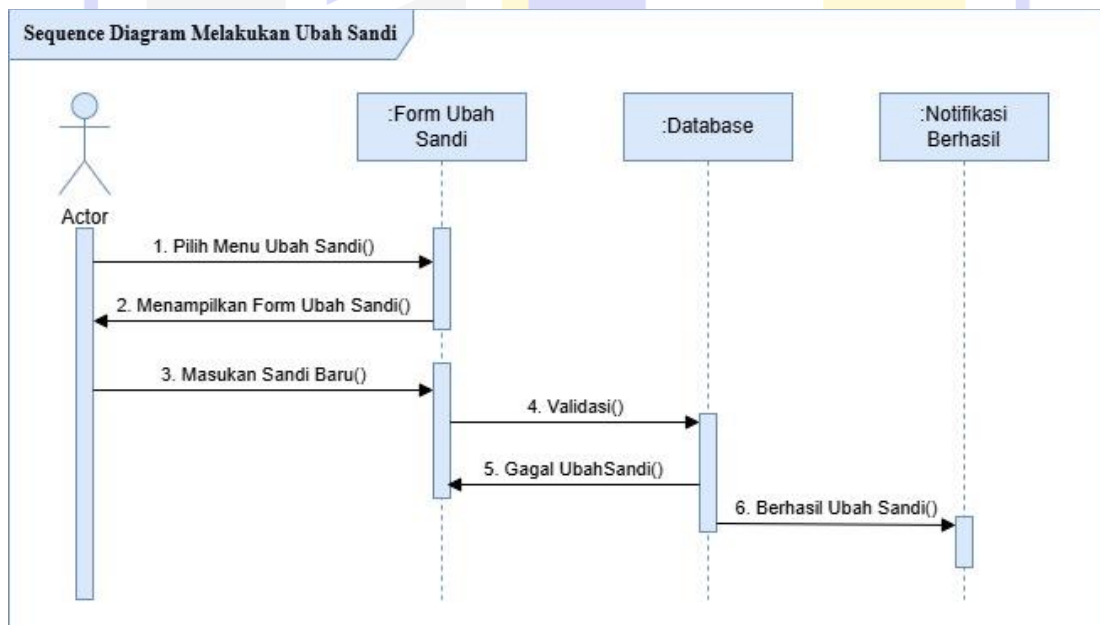 Sequence Diagram Melakukan Ubah Sandi
:Form Ubah
Sandi
:Database
:Notifikasi
Berhasil
Actor
1. Pilih Menu Ubah Sandi()
2. Menampilkan Form Ubah Sandi()
3. Masukan Sandi Baru()
4. Validasi()
5. Gagal UbahSandi()
6. Berhasil Ubah Sandi()